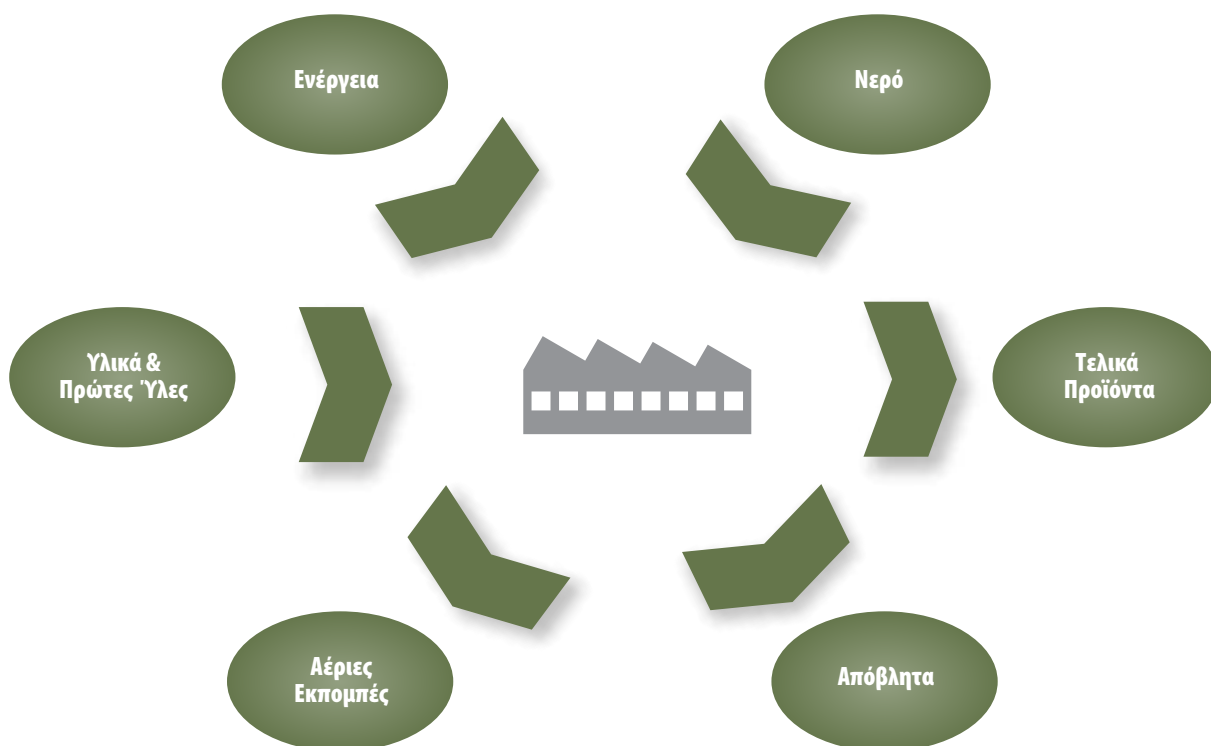 Ενέργεια
Νερό
Υλικά &
Πρώτες Ύλες
Τελικά
Προϊόντα
Αέριες
Εκπομπές
Απόβλητα